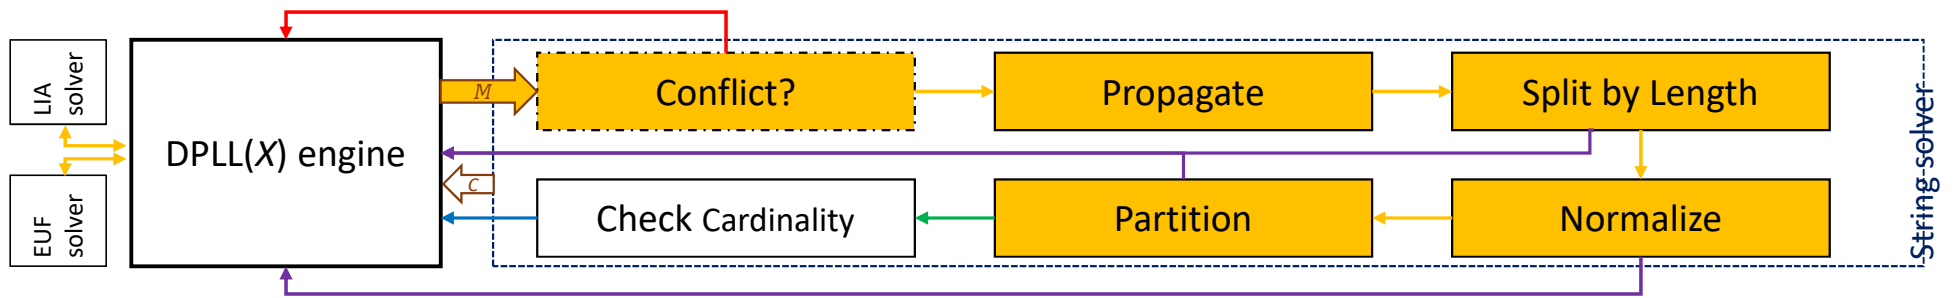 LIA
solver
EUF
solver
DPLL(X) engine
M
C
Conflict?
Propagate
Split by Length
Check Cardinality
Partition
Normalize
String solver